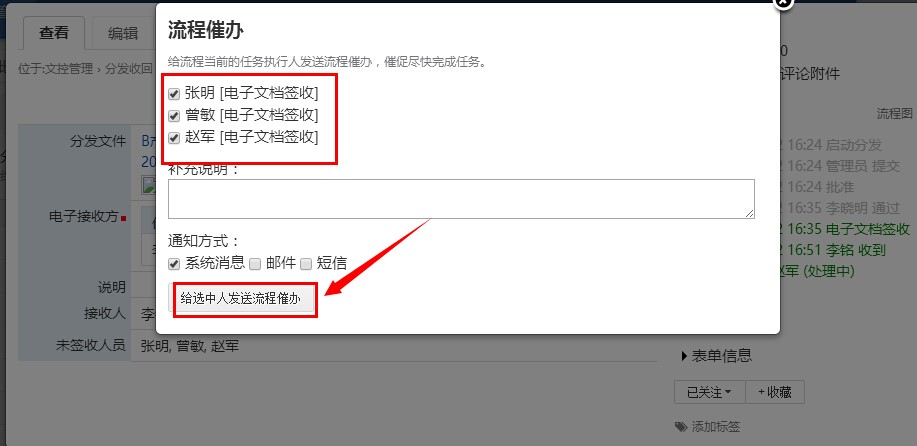 查看 编辑
位于:文控管理 › 分发收回
分发文件
B
20
电子接收方
说明
接收人 李
未签收人员 张明, 曾敏, 赵军
流程催办
给流程当前的任务执行人发送流程催办，催促尽快完成任务。
张明 [电子文档签收]
曾敏 [电子文档签收]
赵军 [电子文档签收]
补充说明：
通知方式：
系统消息 邮件 短信
给选中人发送流程催办
0
评论附件
流程图
2 16:24 启动分发
2 16:24 管理员 提交
2 16:24 批准
2 16:35 李晓明 通过
2 16:35 电子文档签收
2 16:51 李铭 收到
赵军 (处理中)
表单信息
已关注 + 收藏
添加标签